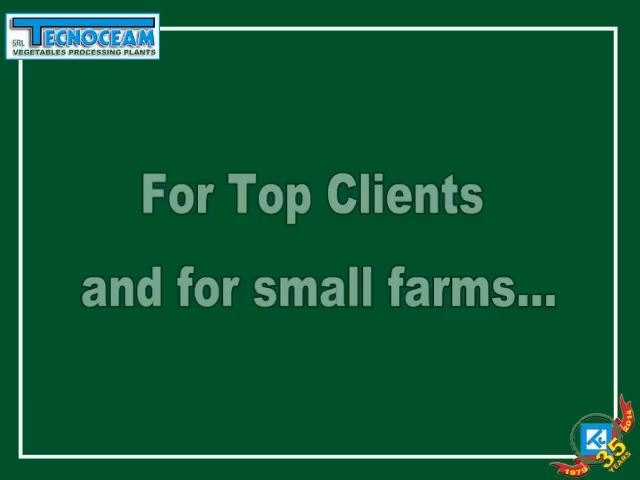 TECNOCEAM
SRL
VEGETABLES PROCESSING PLANTS
For Top Clients
and for small farms...
1979
35
YEARS
2014